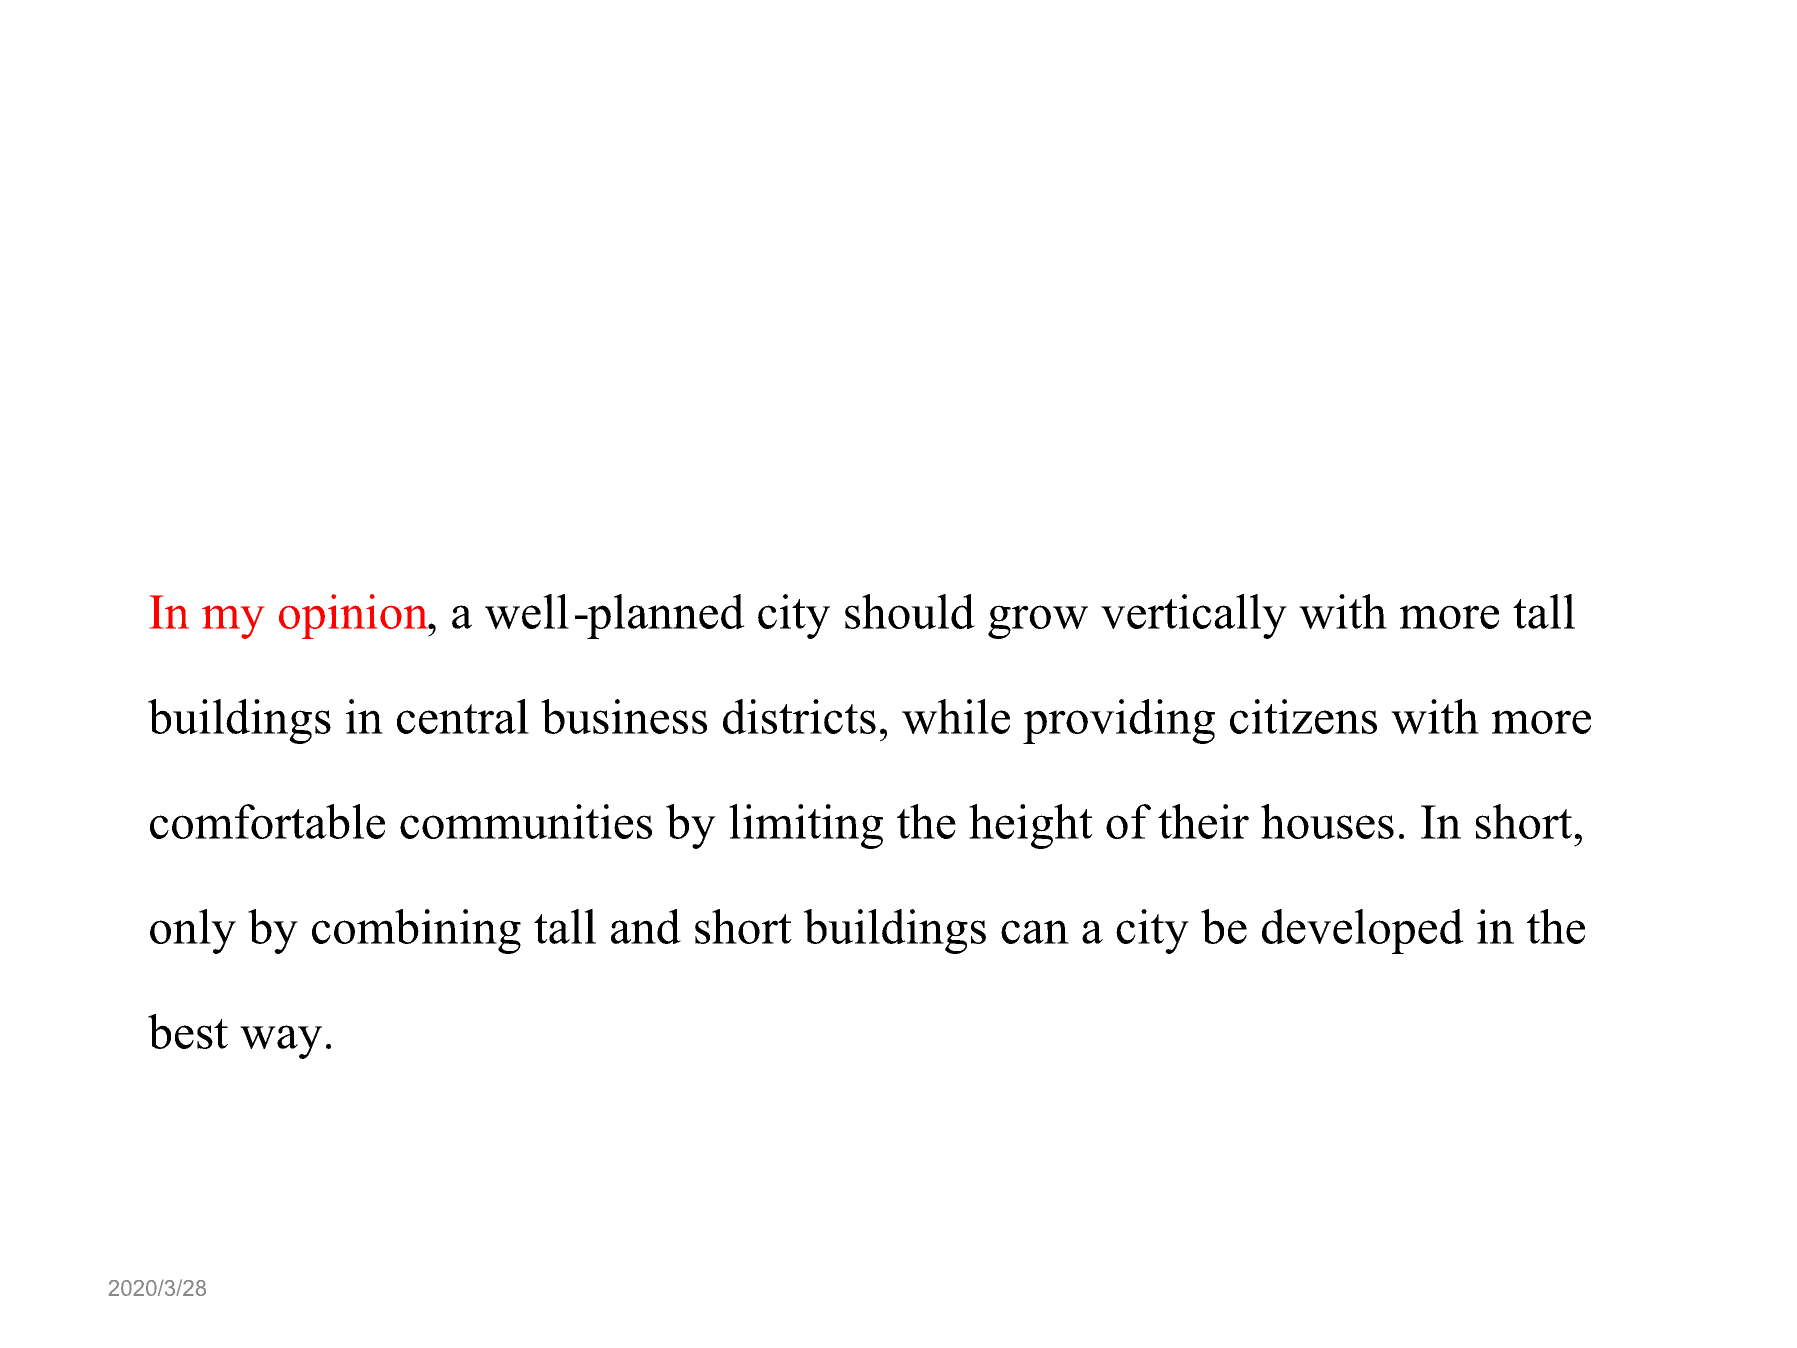 In my opinion, a well-planned city should grow vertically with more tall
buildings in central business districts, while providing citizens with more
comfortable communities by limiting the height of their houses. In short,
only by combining tall and short buildings can a city be developed in the
best way.
2020/3/28